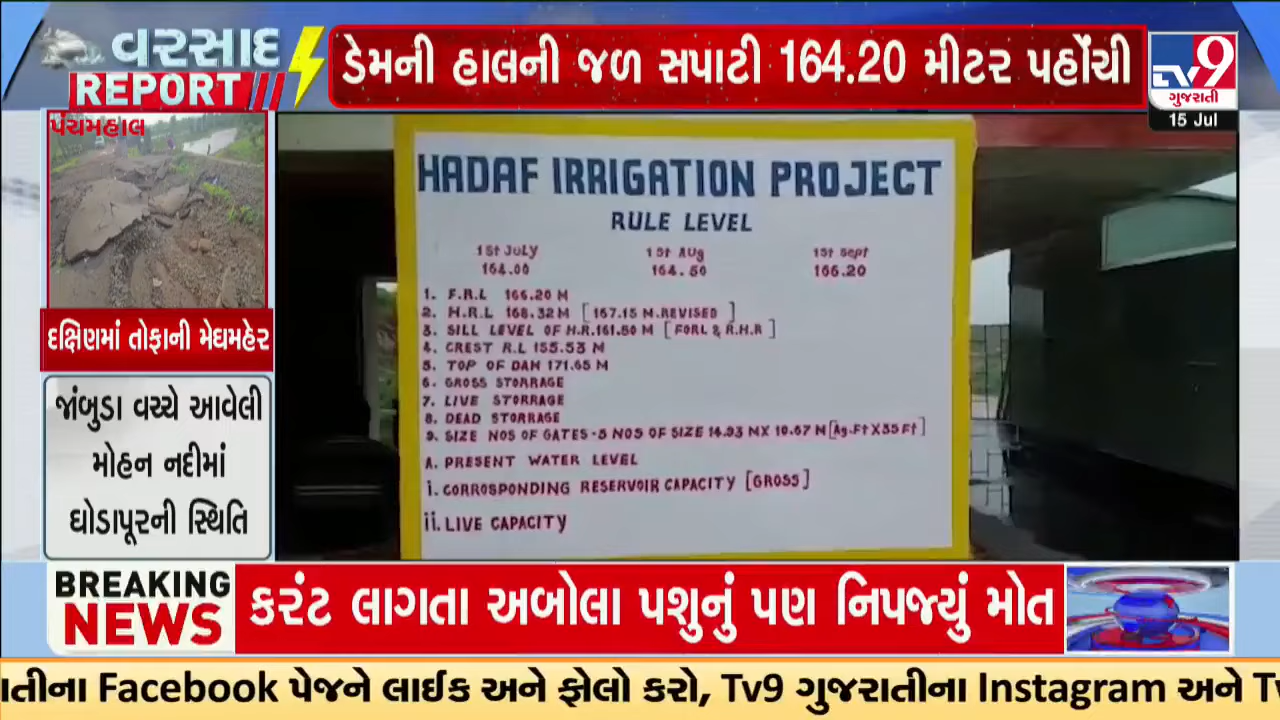 વરસાદ
REPORT
ડેમની હાલની જળ સપાટી 164.20 મીટર પહોંચી
TV9
ગુજરાતી
15 Jul
પંચમહાલ
દક્ષિણમાં તોફાની મેઘમહેર
જાંબુડા વચ્ચે આવેલી
મોહન નદીમાં
ઘોડાપૂરની સ્થિતિ
HADAF IRRIGATION PROJECT
RULE LEVEL
1St JULY 1St AUg 1St Sept
164.00 164.50 166.20
1. F.R.L 166.20 M
2. H.R.L 168.32 M [167.15 M.REVISED ]
3. SILL LEVEL OF H.R.161.50 M [ FORL & R.H.R ]
4. CREST R.L 155.53 M
5. TOP OF DAM 171.65 M
6. GROSS STORRAGE
7. LIVE STORRAGE
8. DEAD STORRAGE
9. SIZE NOS OF GATES-5 NOS OF SIZE 14.93 MX 10.67 M [49.Ft X 35 Ft]
A. PRESENT WATER LEVEL
i. CORROSPONDING RESERVOIR CAPACITY [GROSS]
ii. LIVE CAPACITY
BREAKING
NEWS
કરંટ લાગતા અબોલા પશુનું પણ નિપજ્યું મોત
ાતીના Facebook પેજને લાઈક અને ફોલો કરો, Tv9 ગુજરાતીના Instagram અને Tv